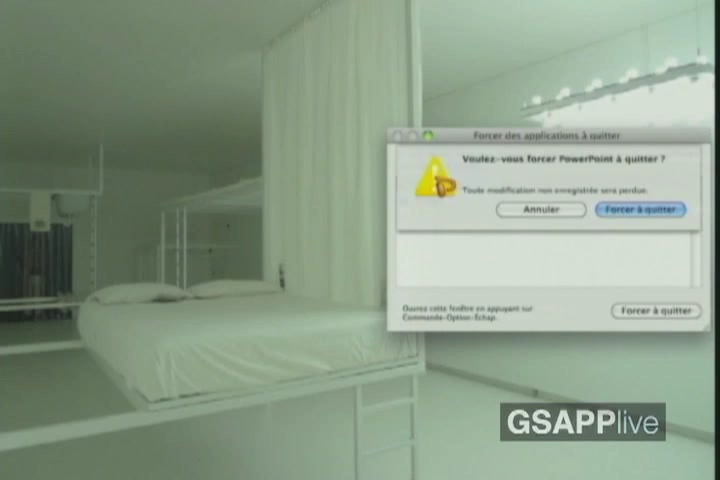 Forcer des applications à quitter
Voulez-vous forcer PowerPoint à quitter ?
Toute modification non enregistrée sera perdue.
Annuler
Forcer à quitter
Ouvrez cette fenêtre en appuyant sur
Commande-Option-Échap.
Forcer à quitter
GSAPPlive